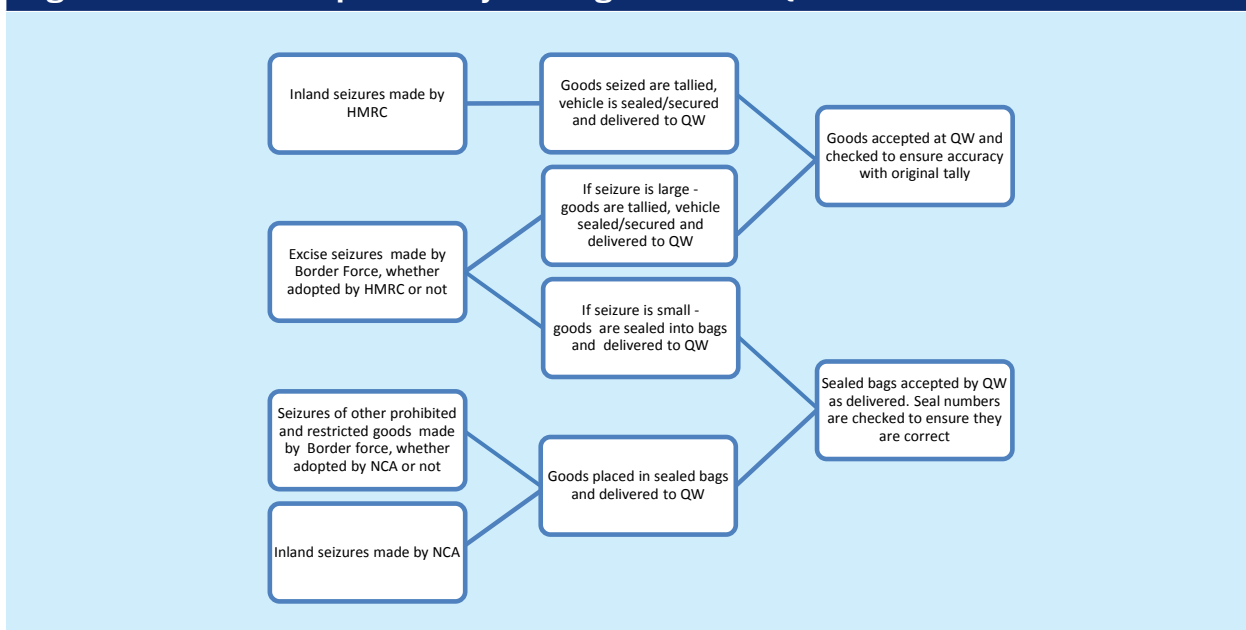 Inland seizures made by
HMRC
Goods seized are tallied,
vehicle is sealed/secured
and delivered to QW
Goods accepted at QW and
checked to ensure accuracy
with original tally
If seizure is large -
goods are tallied, vehicle
sealed/secured and
delivered to QW
Excise seizures made by
Border Force, whether
adopted by HMRC or not
If seizure is small -
goods are sealed into bags
and delivered to QW
Sealed bags accepted by QW
as delivered. Seal numbers
are checked to ensure they
are correct
Seizures of other prohibited
and restricted goods made
by Border force, whether
adopted by NCA or not
Goods placed in sealed bags
and delivered to QW
Inland seizures made by NCA